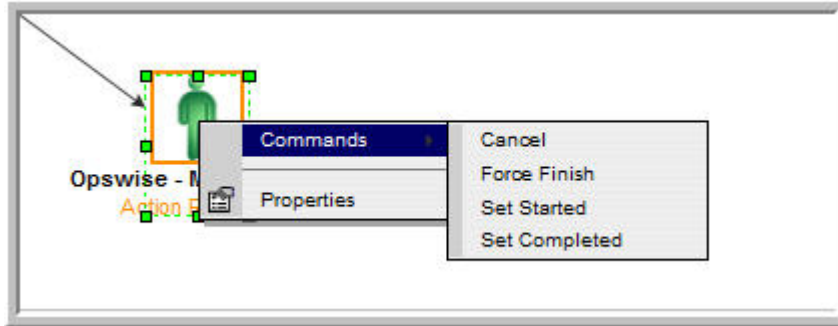 Commands
Cancel
Force Finish
Opswise -
Properties
Set Started
Action
Set Completed